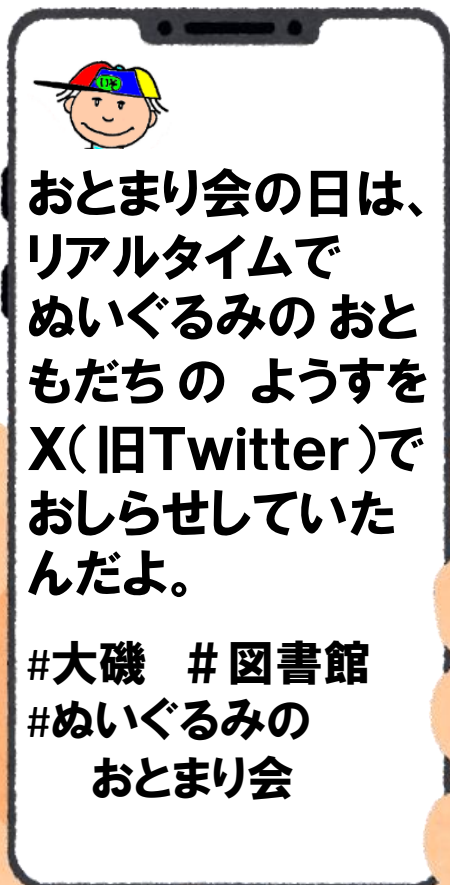 いそ
おとまり会の日は、
リアルタイムで
ぬいぐるみの おと
もだち の ようすを
X(旧Twitter)で
おしらせしていた
んだよ。
#大磯 #図書館
#ぬいぐるみの
おとまり会